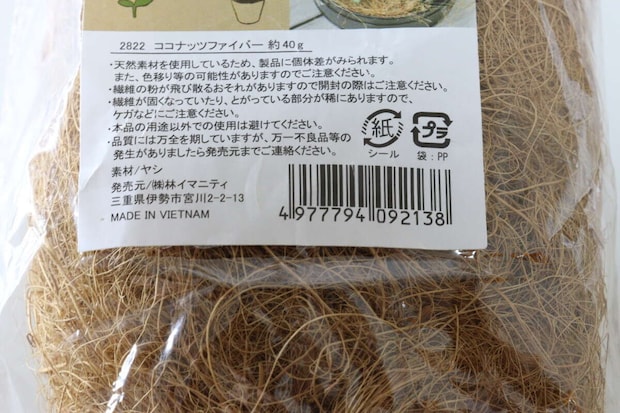 2822 ココナッツファイバー 約40g
・天然素材を使用しているため、製品に個体差がみられます。
また、色移り等の可能性がありますのでご注意ください。
・繊維の粉が飛び散るおそれがありますので開封の際はご注意ください。
・繊維が固くなっていたり、とがっている部分が稀にありますので、
ケガなどにご注意ください。
・本品の用途以外での使用は避けてください。
・品質には万全を期していますが、万一不良品等の
発生がありましたら発売元までご連絡ください。
素材/ヤシ
発売元/㈱林イマニティ
三重県伊勢市宮川2-2-13
MADE IN VIETNAM
紙
シール
プラ
袋:PP
4977794092138